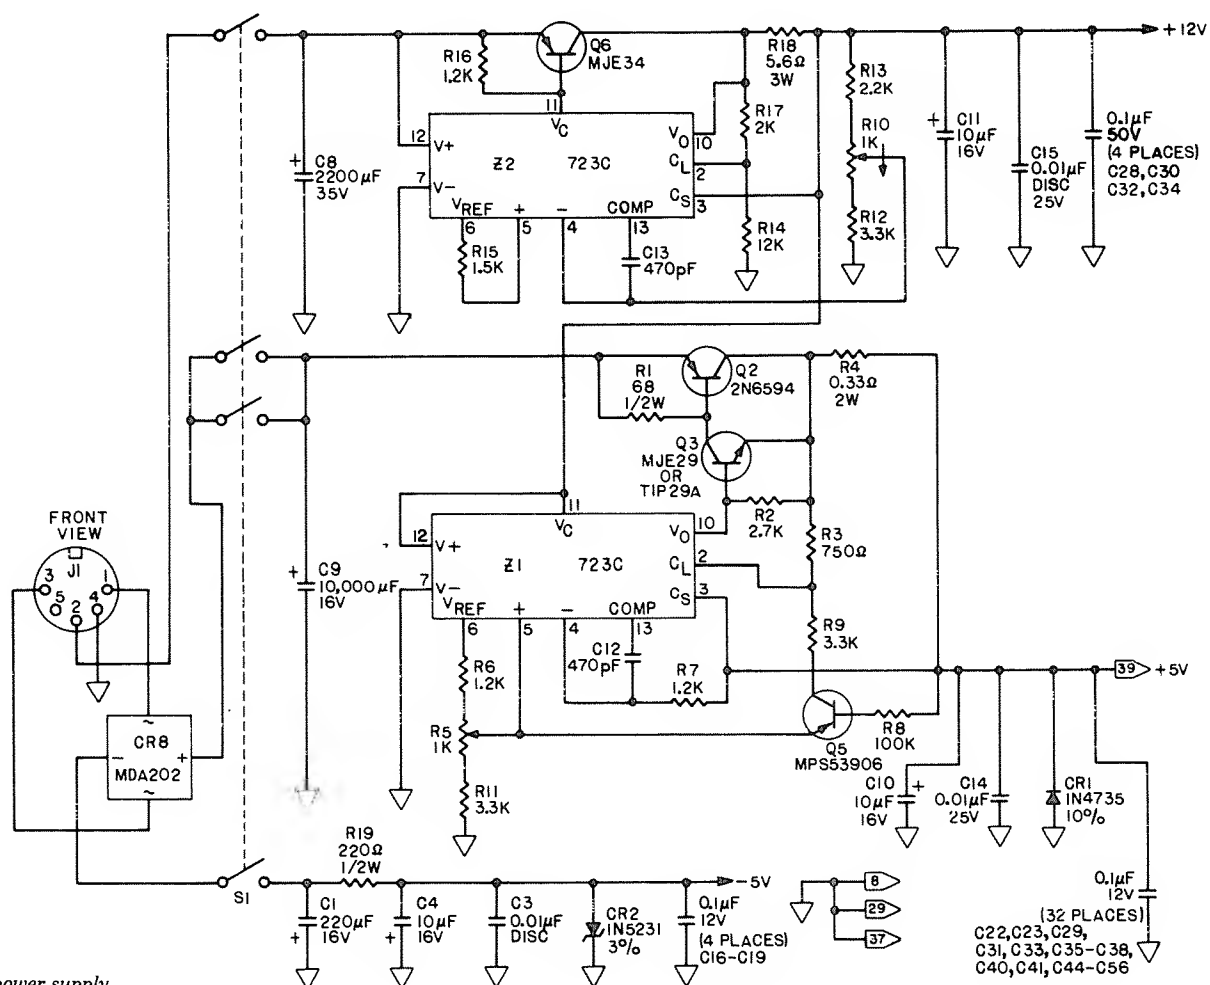 R16
1.2K
Q6
MJE34
R18
5.6Ω
3W
+12V
R13
2.2K
R10
1K
R12
3.3K
+
C11
10µF
16V
C15
0.01µF
DISC
25V
0.1µF
50V
(4 PLACES)
C28,C30
C32,C34
+
C8
2200µF
35V
11
VC
12
V+
Z2
723C
VO
10
CL
2
CS
3
7
V-
VREF
+
-
COMP
6
5
4
13
R17
2K
R14
12K
R15
1.5K
C13
470pF
R1
68
1/2W
Q2
2N6594
R4
0.33Ω
2W
Q3
MJE29
OR
TIP29A
R2
2.7K
R3
750Ω
R9
3.3K
11
VC
12
V+
Z1
723C
VO
10
CL
2
CS
3
7
V-
VREF
+
-
COMP
6
5
4
13
FRONT
VIEW
J1
3
1
5
2
4
+
C9
10,000µF
16V
R6
1.2K
R5
1K
R11
3.3K
C12
470pF
R7
1.2K
39
+5V
R8
100K
Q5
MPS53906
~
CR8
-
+
MDA202
~
C10
+
10µF
16V
C14
0.01µF
25V
CR1
1N4735
10%
0.1µF
12V
(32 PLACES)
C22,C23,C29,
C31,C33,C35-C38,
C40,C41,C44-C56
S1
R19
220Ω
1/2W
-5V
C1
220µF
16V
+
C4
10µF
16V
+
C3
0.01µF
DISC
CR2
1N5231
3%
0.1µF
12V
(4 PLACES)
C16-C19
8
29
37
power supply